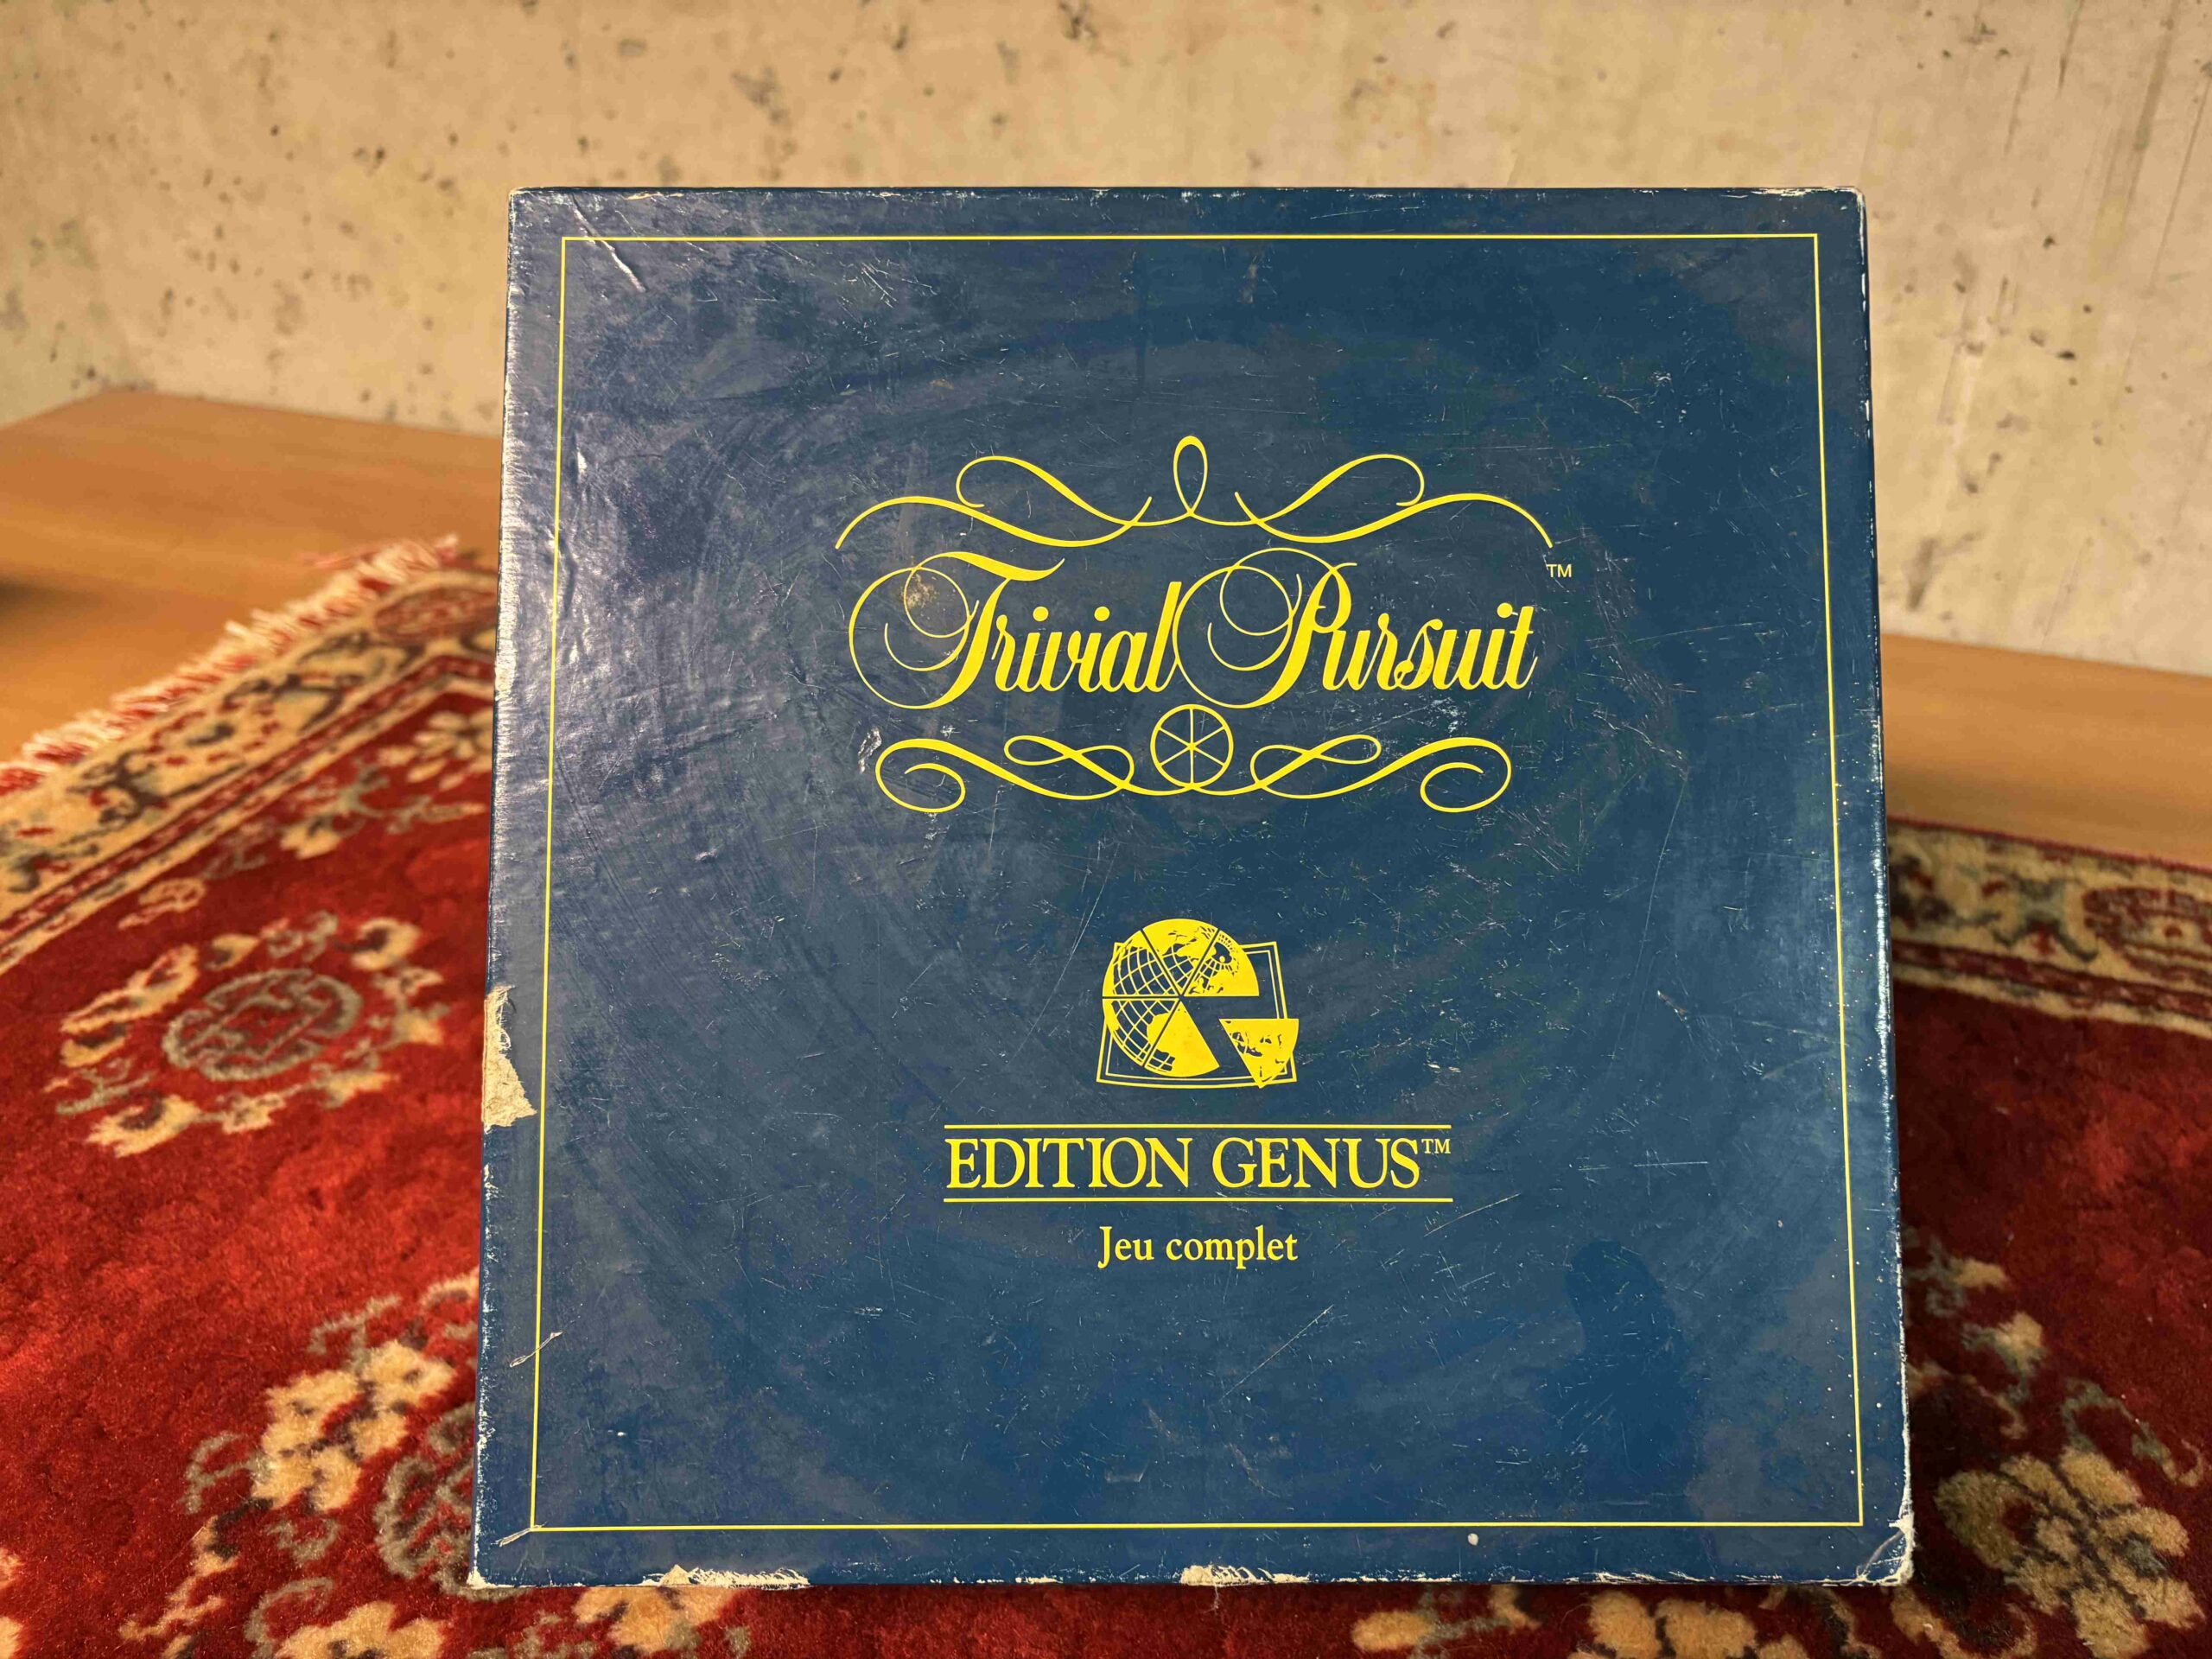 Trivial Pursuit™
EDITION GENUS™
Jeu complet